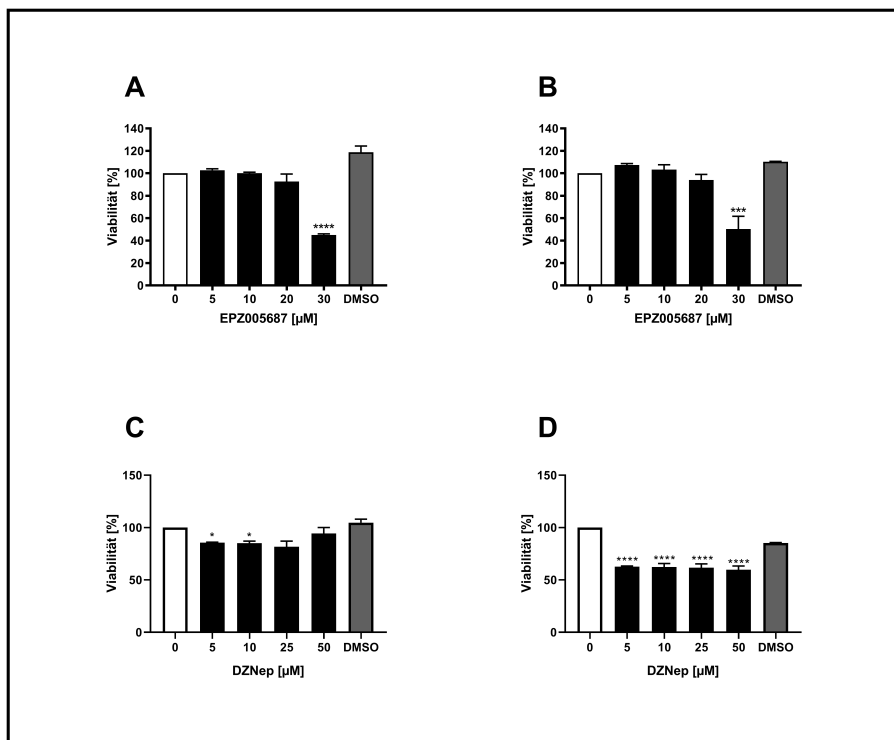 A
Viabilität [%]
140
120
100
80
60
40
20
0
****
0 5 10 20 30 DMSO
EPZ005687 [µM]
B
Viabilität [%]
140
120
100
80
60
40
20
0
***
0 5 10 20 30 DMSO
EPZ005687 [µM]
C
Viabilität [%]
150
100
50
0
* *
0 5 10 25 50 DMSO
DZNep [µM]
D
Viabilität [%]
150
100
50
0
**** **** **** ****
0 5 10 25 50 DMSO
DZNep [µM]